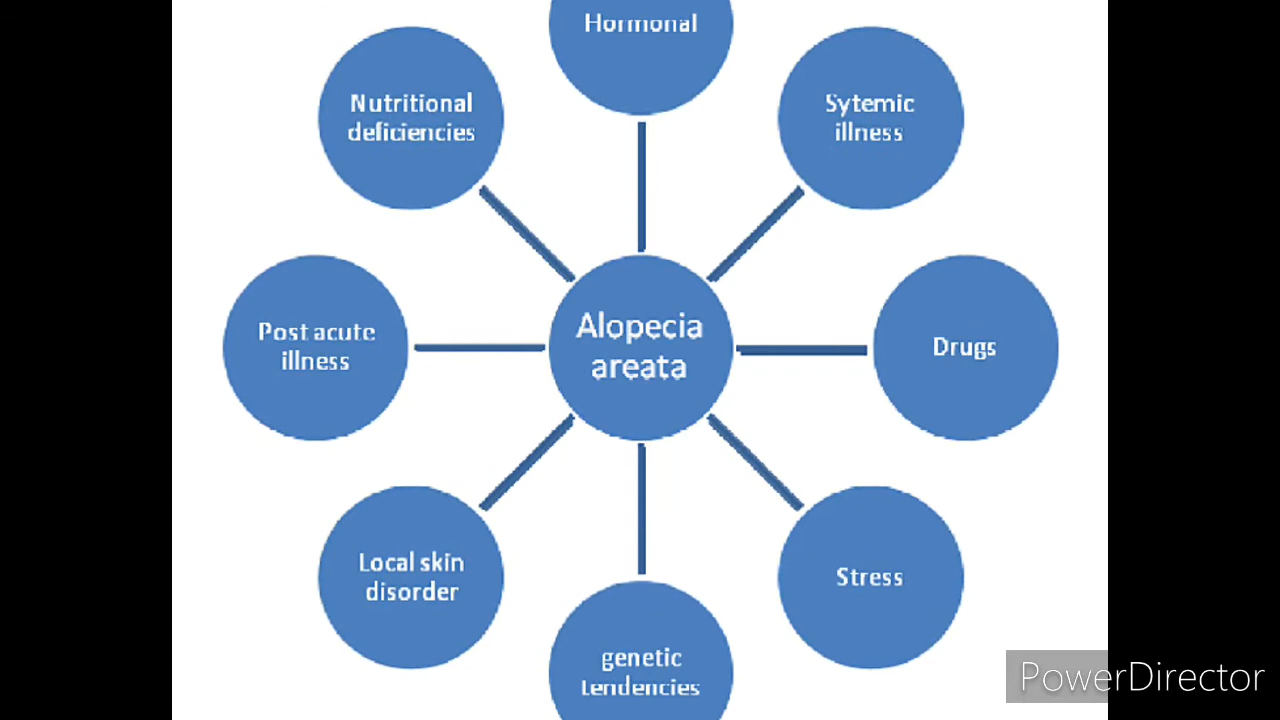 Hormonal
Sytemic
illness
Drugs
Stress
genetic
tendencies
Local skin
disorder
Post acute
illness
Nutritional
deficiencies
Alopecia
areata
PowerDirector